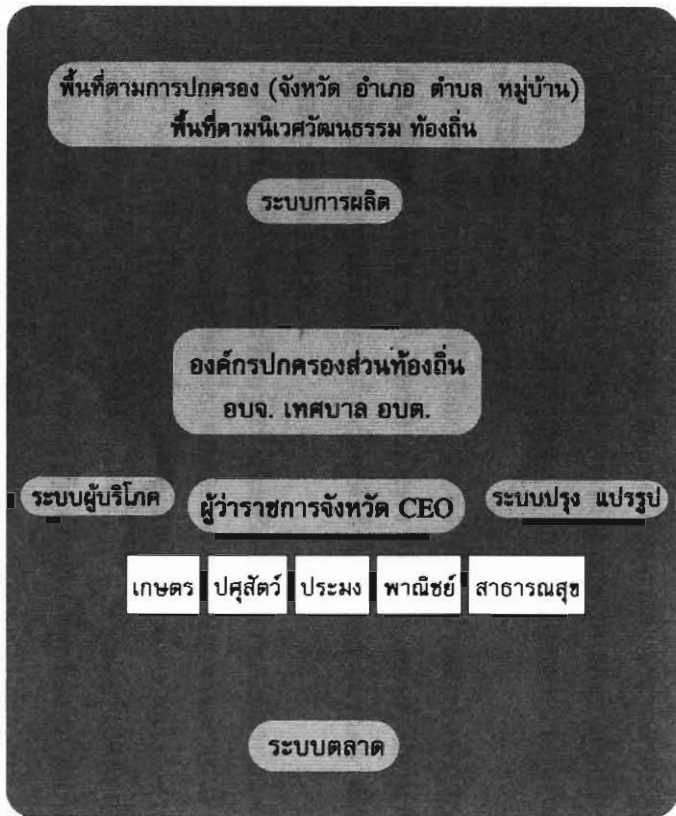 พื้นที่ตามการปกครอง (จังหวัด อำเภอ ตำบล หมู่บ้าน)
พื้นที่ตามนิเวศวัฒนธรรม ท้องถิ่น
ระบบการผลิต
องค์กรปกครองส่วนท้องถิ่น
อบจ. เทศบาล อบต.
ระบบผู้บริโภค
ผู้ว่าราชการจังหวัด CEO
ระบบปรุง แปรรูป
เกษตร ปศุสัตว์ ประมง พาณิชย์ สาธารณสุข
ระบบตลาด